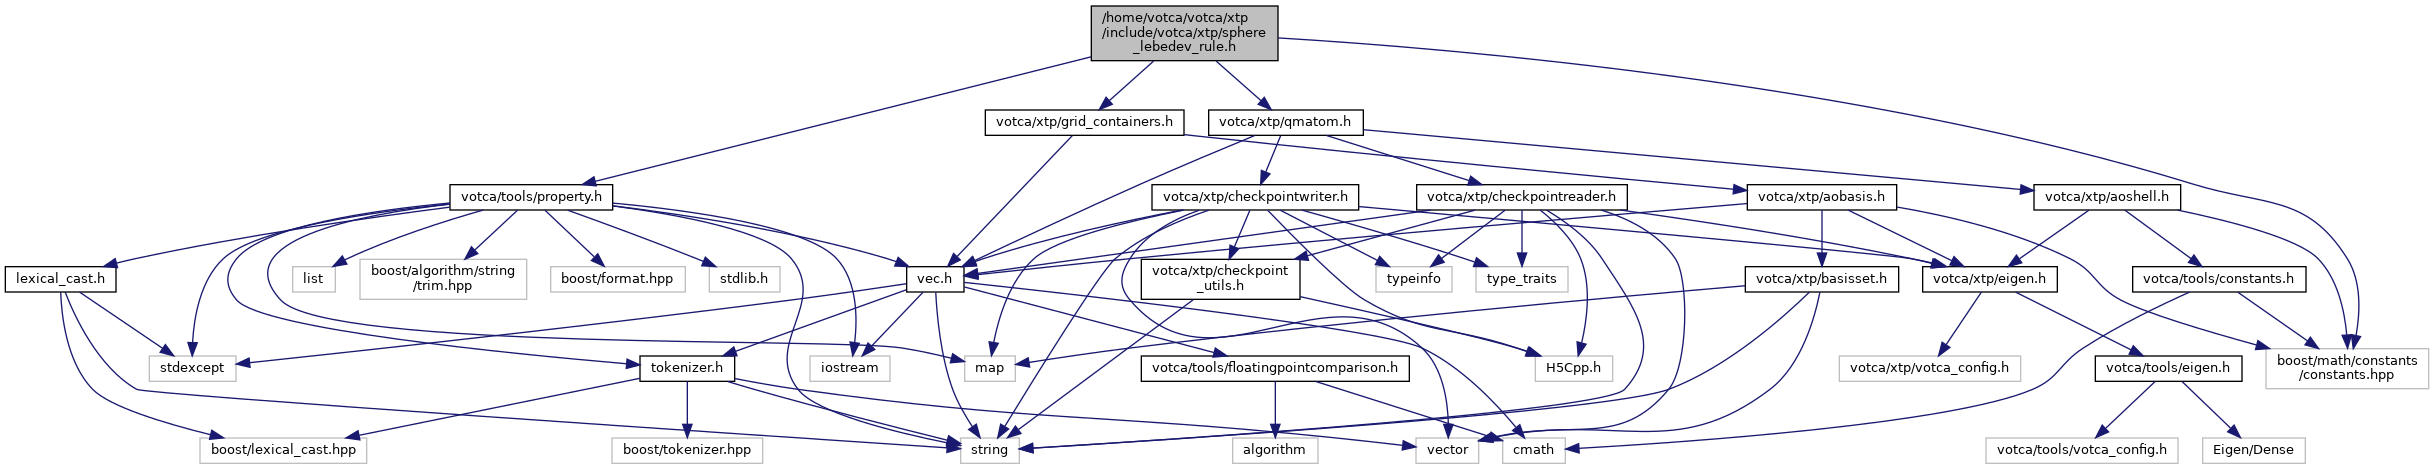 /home/votca/votca/xtp
/include/votca/xtp/sphere
_lebedev_rule.h
votca/xtp/grid_containers.h
votca/xtp/qmatom.h
votca/tools/property.h
votca/xtp/checkpointwriter.h
votca/xtp/checkpointreader.h
votca/xtp/aobasis.h
votca/xtp/aoshell.h
lexical_cast.h
list
boost/algorithm/string
/trim.hpp
boost/format.hpp
stdlib.h
vec.h
votca/xtp/checkpoint
_utils.h
typeinfo
type_traits
votca/xtp/basisset.h
votca/xtp/eigen.h
votca/tools/constants.h
stdexcept
tokenizer.h
iostream
map
votca/tools/floatingpointcomparison.h
H5Cpp.h
votca/xtp/votca_config.h
votca/tools/eigen.h
boost/math/constants
/constants.hpp
boost/lexical_cast.hpp
boost/tokenizer.hpp
string
algorithm
vector
cmath
votca/tools/votca_config.h
Eigen/Dense